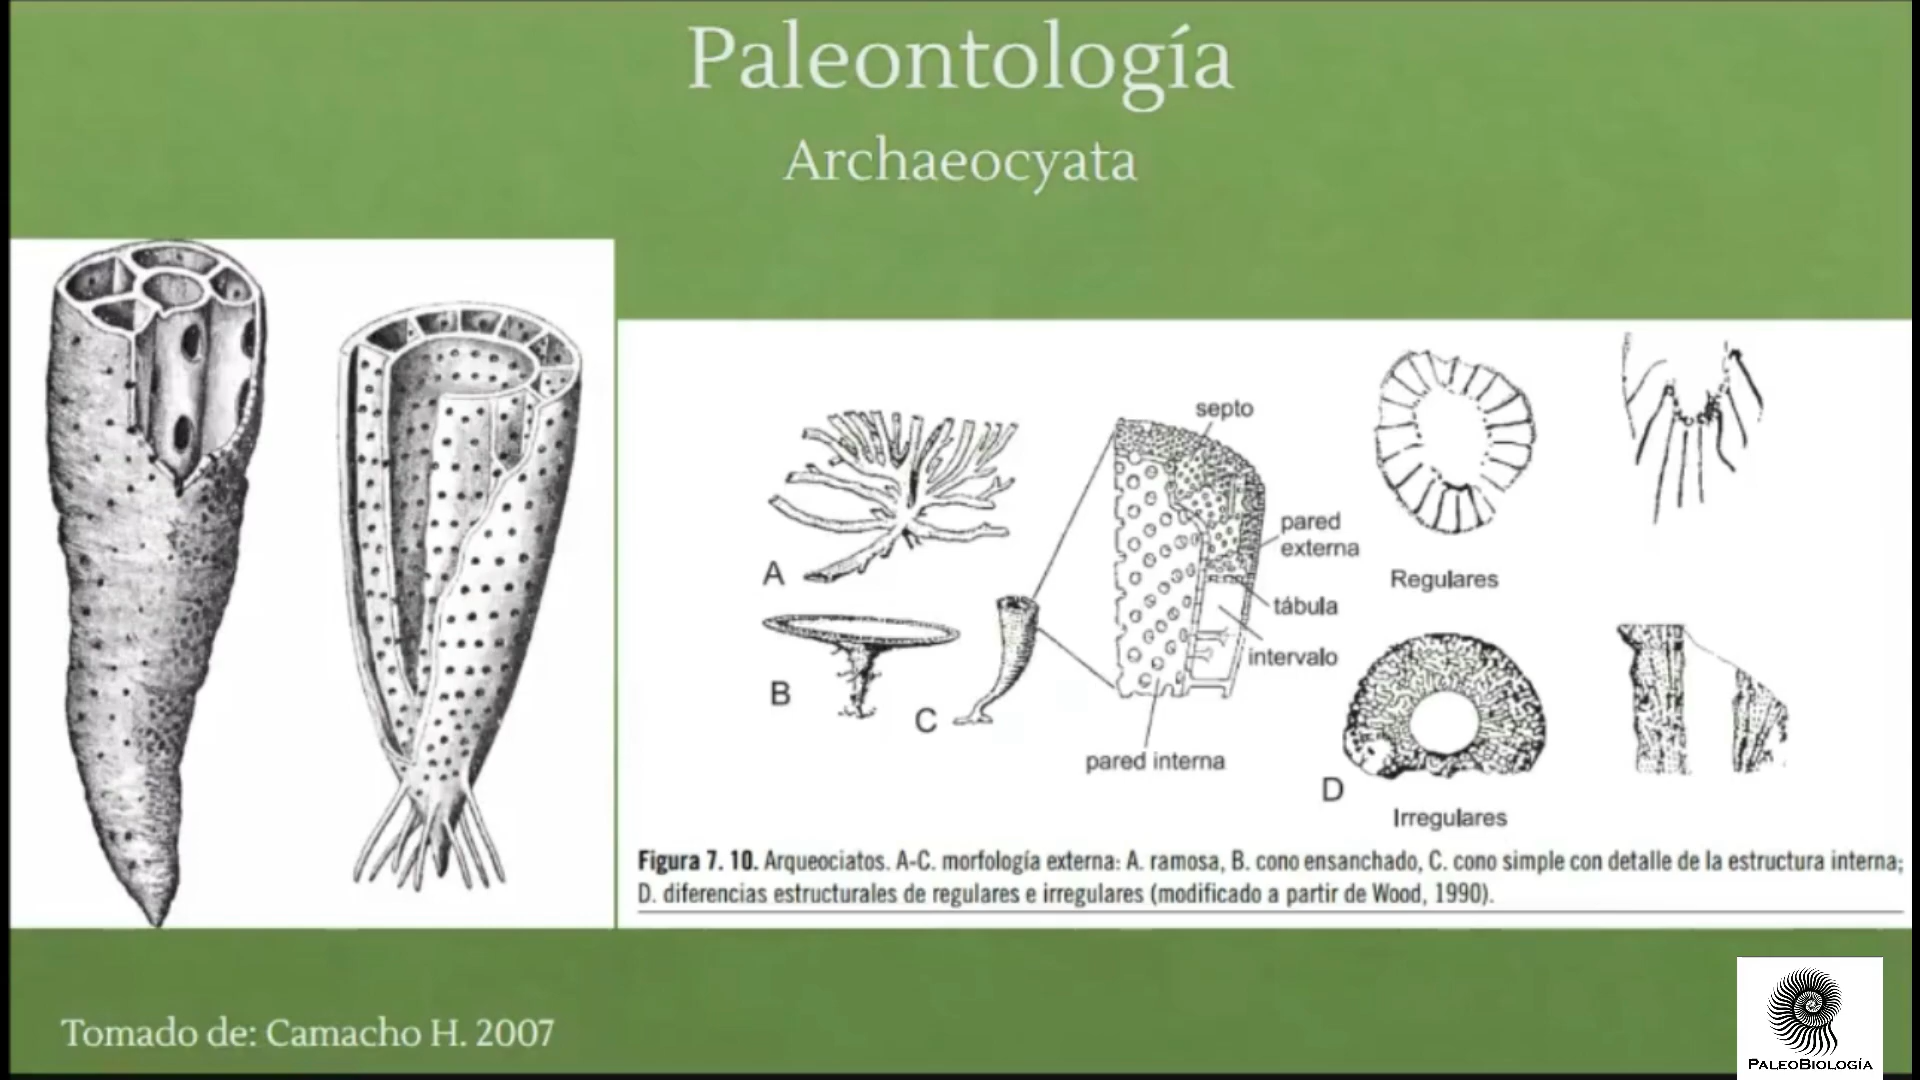 Paleontología
Archaeocyata
septo
pared
externa
tábula
intervalo
pared interna
A
B
C
Regulares
D
Irregulares
Figura 7. 10. Arqueociatos. A-C. morfología externa: A. ramosa, B. cono ensanchado, C. cono simple con detalle de la estructura interna;
D. diferencias estructurales de regulares e irregulares (modificado a partir de Wood, 1990).
Tomado de: Camacho H. 2007
PALEOBIOLOGÍA